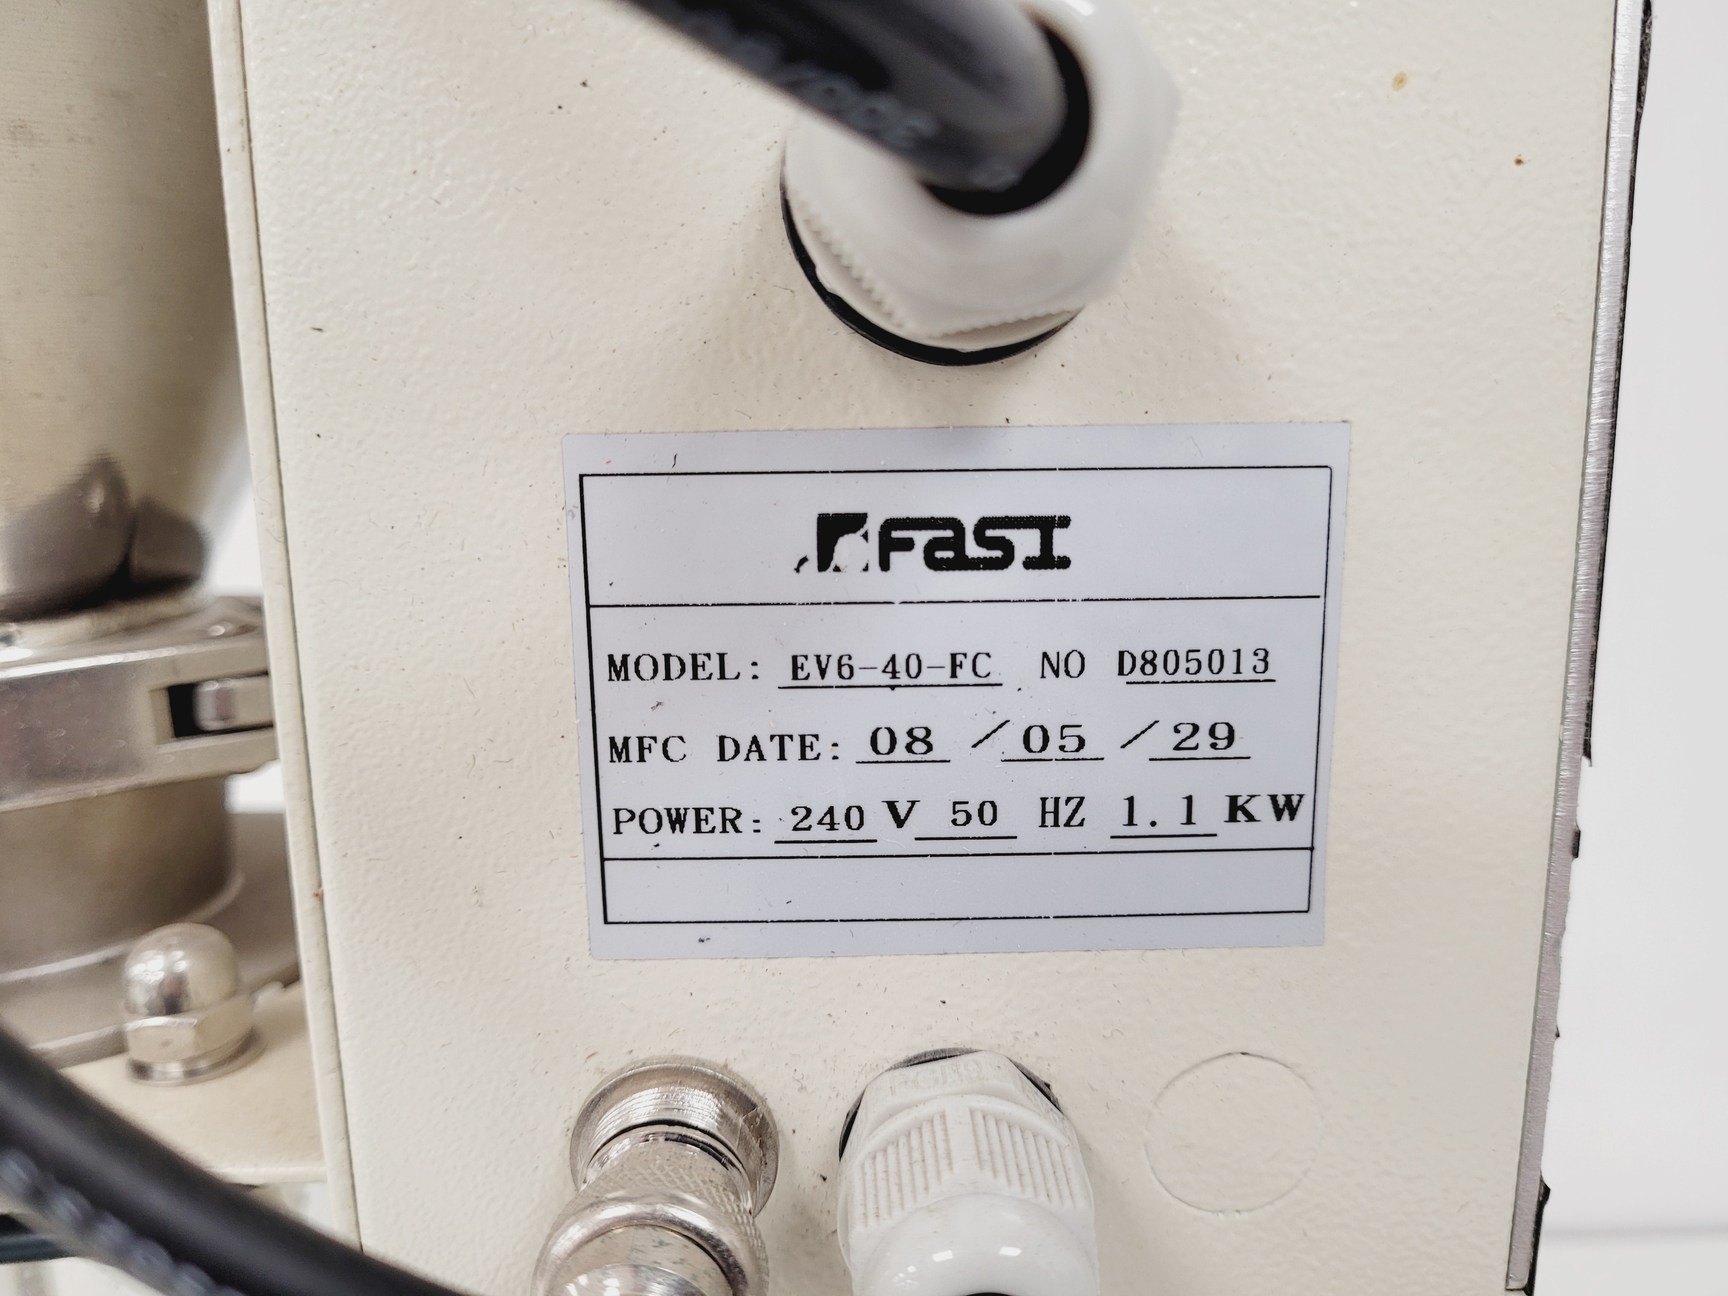 FASI
MODEL: EV6-40-FC NO D805013
MFC DATE: 08 / 05 / 29
POWER: 240 V 50 HZ 1.1 KW